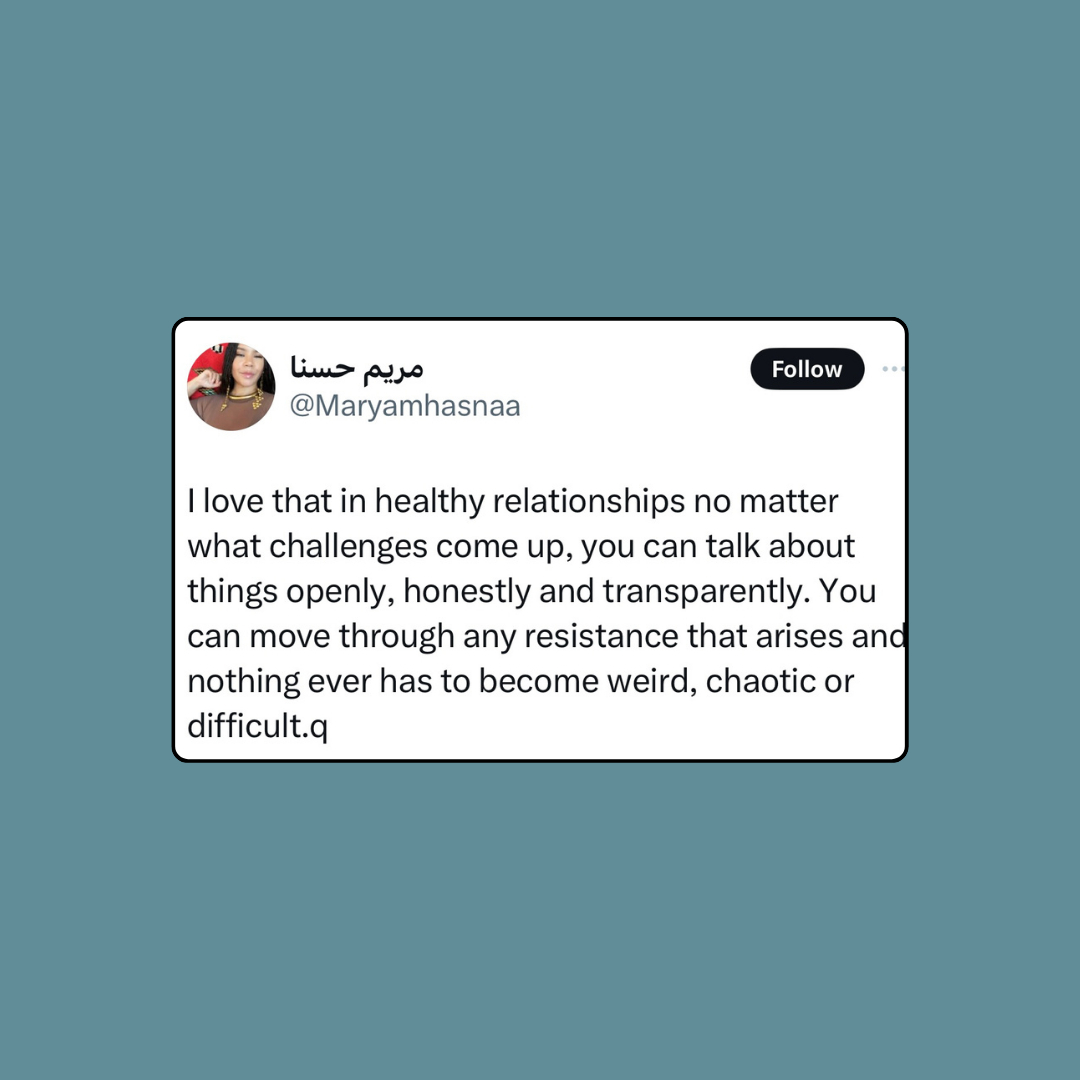 مريم حسنا
Follow
@Maryamhasnaa
I love that in healthy relationships no matter
what challenges come up, you can talk about
things openly, honestly and transparently. You
can move through any resistance that arises and
nothing ever has to become weird, chaotic or
difficult.q